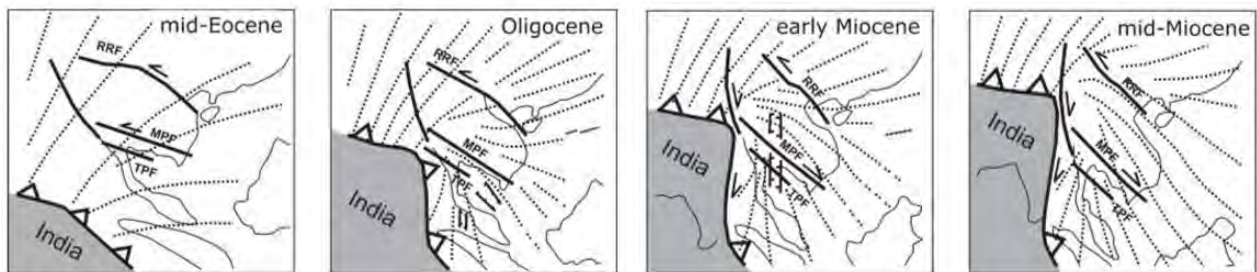 mid-Eocene
RRF
MPF
TPF
India
Oligocene
RRF
MPF
TPF
India
early Miocene
RRF
MPF
TPF
India
mid-Miocene
RRF
MPF
TPF
India